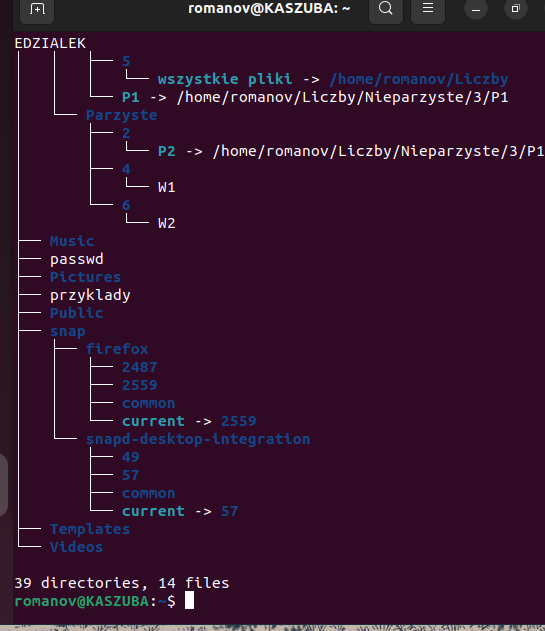 romanov@KASZUBA: ~
EDZIALEK
5
wszystkie pliki -> /home/romanov/Liczby
P1 -> /home/romanov/Liczby/Nieparzyste/3/P1
Parzyste
2
P2 -> /home/romanov/Liczby/Nieparzyste/3/P1
4
W1
6
W2
Music
passwd
Pictures
przyklady
Public
snap
firefox
2487
2559
common
current -> 2559
snapd-desktop-integration
49
57
common
current -> 57
Templates
Videos
39 directories, 14 files
romanov@KASZUBA:~$